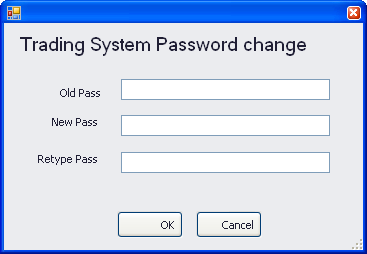 Trading System Password change
Old Pass
New Pass
Retype Pass
OK Cancel